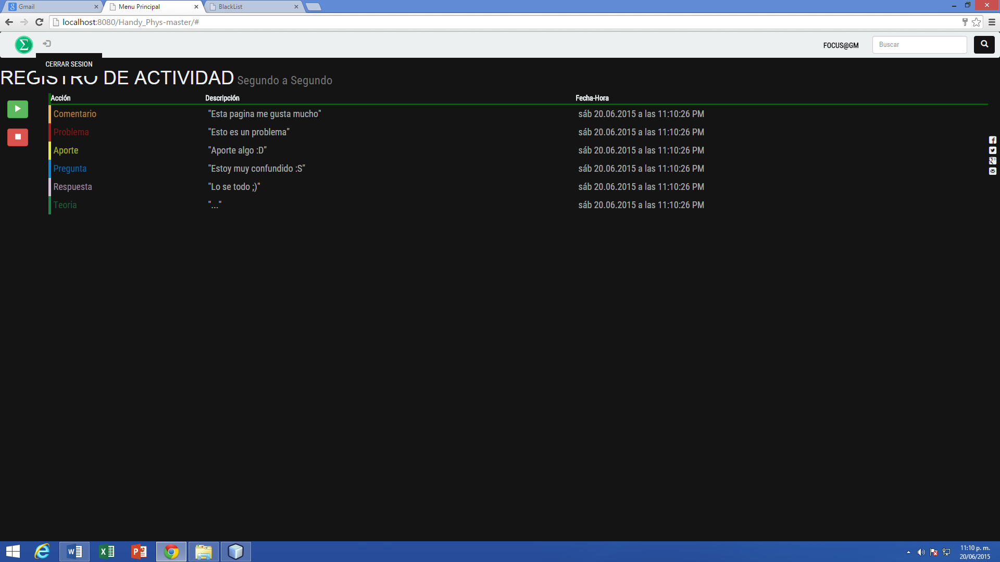 Gmail
Menu Principal
BlackList
localhost:8080/Handy_Phys-master/#
FOCUS@GM
Buscar
CERRAR SESION
REGISTRO DE ACTIVIDAD Segundo a Segundo
Acción Descripción Fecha-Hora
Comentario "Esta pagina me gusta mucho" sáb 20.06.2015 a las 11:10:26 PM
Problema "Esto es un problema" sáb 20.06.2015 a las 11:10:26 PM
Aporte "Aporte algo :D" sáb 20.06.2015 a las 11:10:26 PM
Pregunta "Estoy muy confundido :S" sáb 20.06.2015 a las 11:10:26 PM
Respuesta "Lo se todo ;)" sáb 20.06.2015 a las 11:10:26 PM
Teoria "..." sáb 20.06.2015 a las 11:10:26 PM
11:10 p. m.
20/06/2015